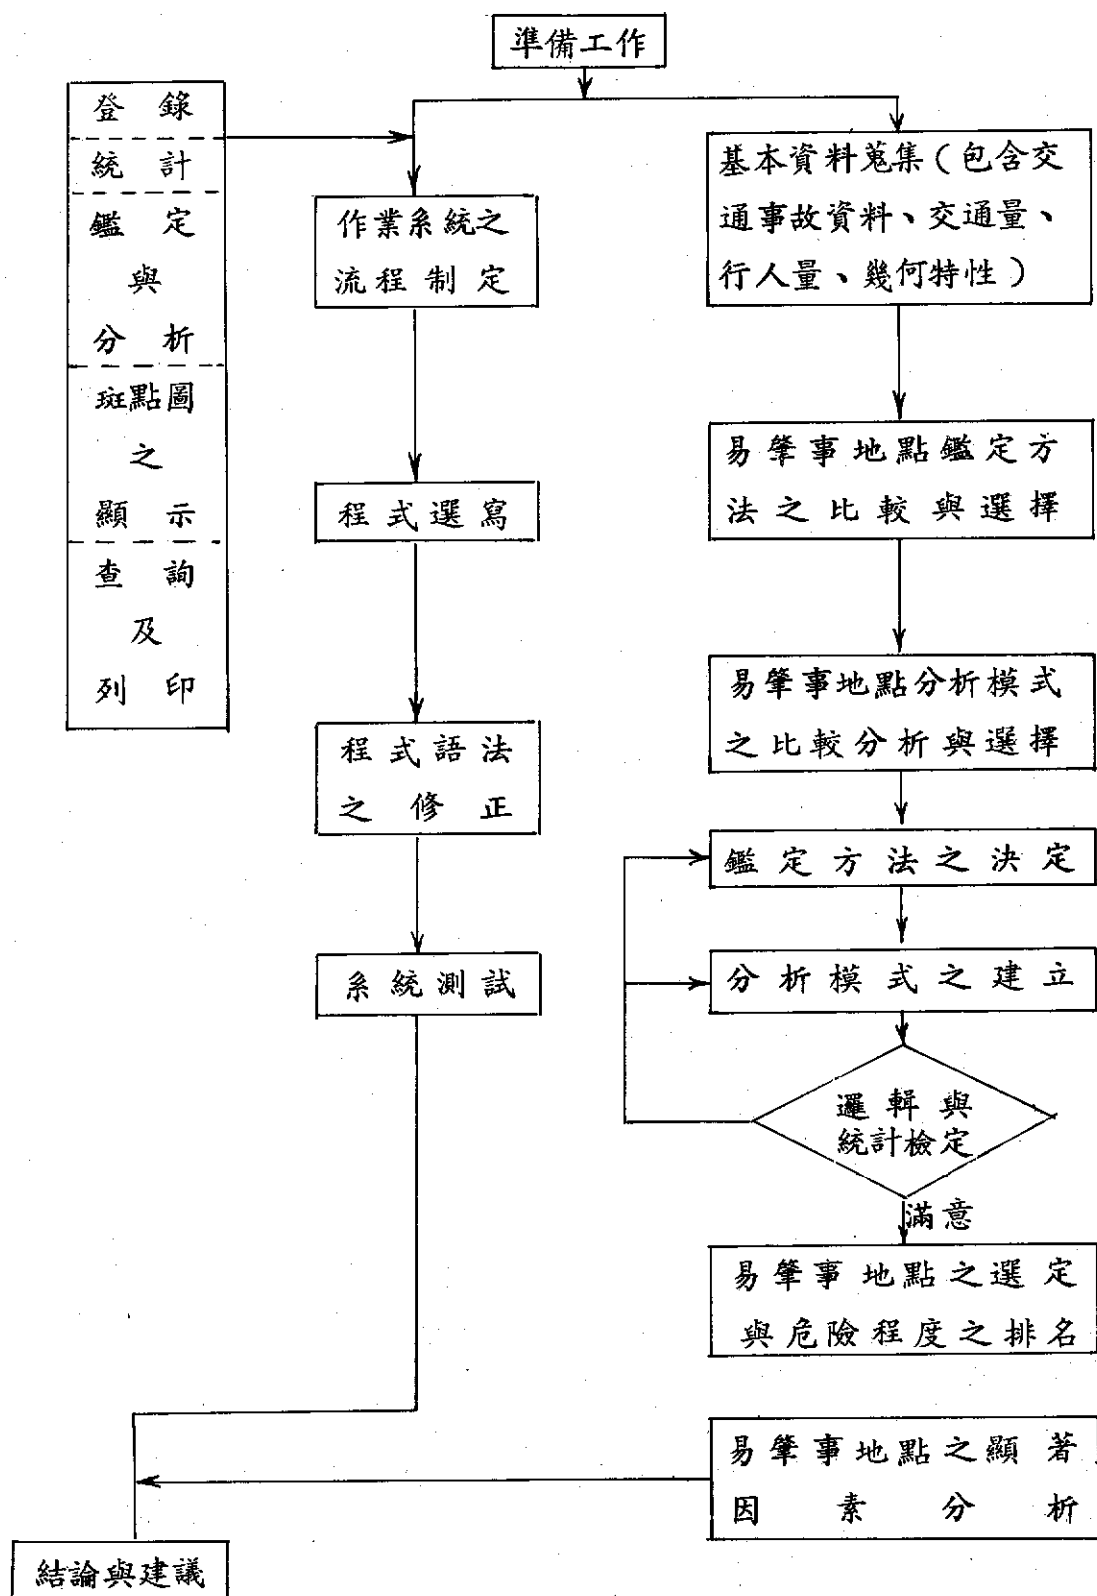 準備工作
登錄
統計
鑑定
與
分析
斑點圖
之
顯示
查詢
及
列印
作業系統之
流程制定
程式選寫
程式語法
之修正
系統測試
基本資料蒐集(包含交
通事故資料、交通量、
行人量、幾何特性)
易肇事地點鑑定方
法之比較與選擇
易肇事地點分析模式
之比較分析與選擇
鑑定方法之決定
分析模式之建立
邏輯與
統計檢定
滿意
易肇事地點之選定
與危險程度之排名
易肇事地點之顯著
因素分析
結論與建議